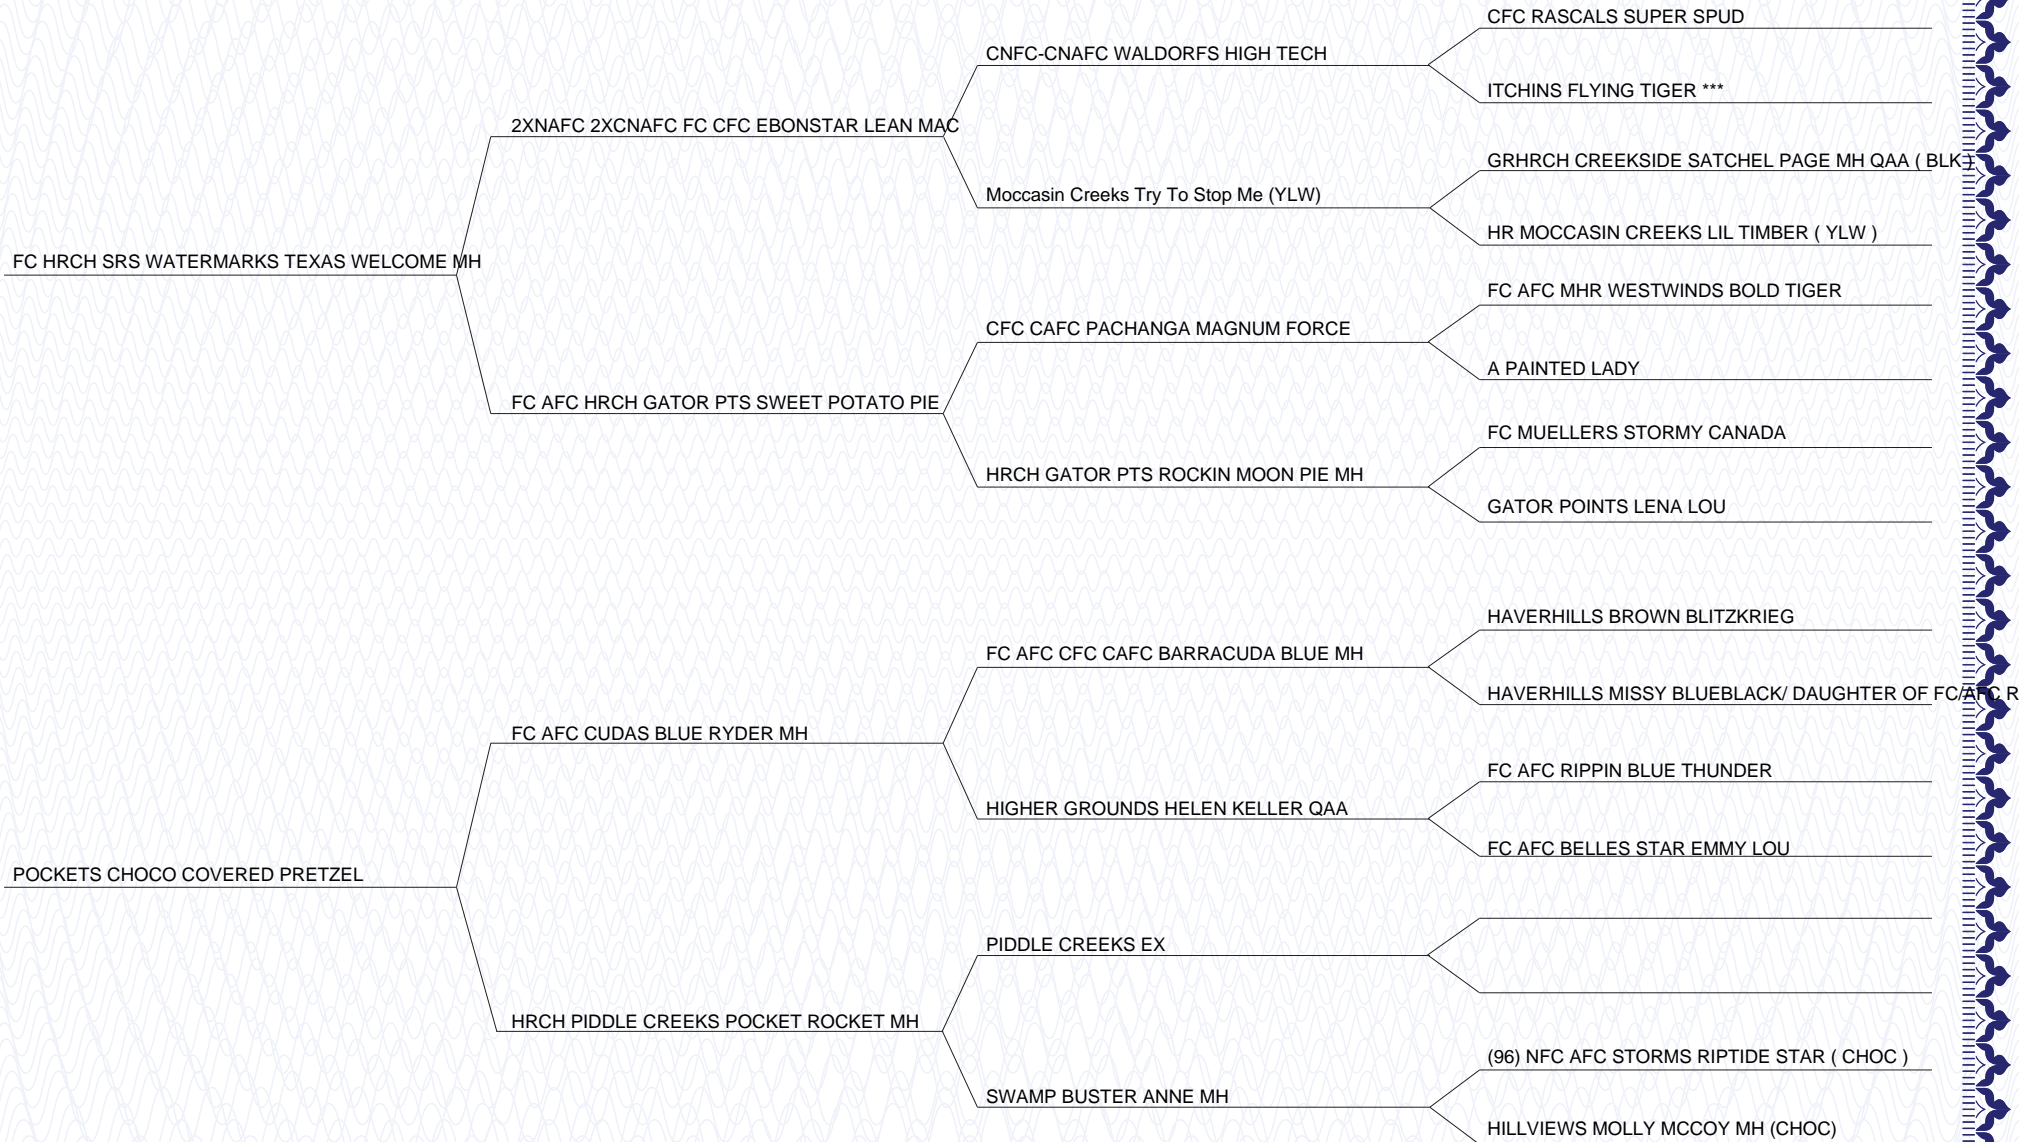 CFC RASCALS SUPER SPUD
CNFC-CNAFC WALDORFS HIGH TECH
ITCHINS FLYING TIGER ***
2XNAFC 2XCNAFC FC CFC EBONSTAR LEAN MAC
GRHRCH CREEKSIDE SATCHEL PAGE MH QAA ( BLK )
Moccasin Creeks Try To Stop Me (YLW)
HR MOCCASIN CREEKS LIL TIMBER ( YLW )
FC HRCH SRS WATERMARKS TEXAS WELCOME MH
FC AFC MHR WESTWINDS BOLD TIGER
CFC CAFC PACHANGA MAGNUM FORCE
A PAINTED LADY
FC AFC HRCH GATOR PTS SWEET POTATO PIE
FC MUELLERS STORMY CANADA
HRCH GATOR PTS ROCKIN MOON PIE MH
GATOR POINTS LENA LOU
HAVERHILLS BROWN BLITZKRIEG
FC AFC CFC CAFC BARRACUDA BLUE MH
HAVERHILLS MISSY BLUEBLACK/ DAUGHTER OF FC/AFC R
FC AFC CUDAS BLUE RYDER MH
FC AFC RIPPIN BLUE THUNDER
HIGHER GROUNDS HELEN KELLER QAA
FC AFC BELLES STAR EMMY LOU
POCKETS CHOCO COVERED PRETZEL
PIDDLE CREEKS EX
HRCH PIDDLE CREEKS POCKET ROCKET MH
(96) NFC AFC STORMS RIPTIDE STAR ( CHOC )
SWAMP BUSTER ANNE MH
HILLVIEWS MOLLY MCCOY MH (CHOC)